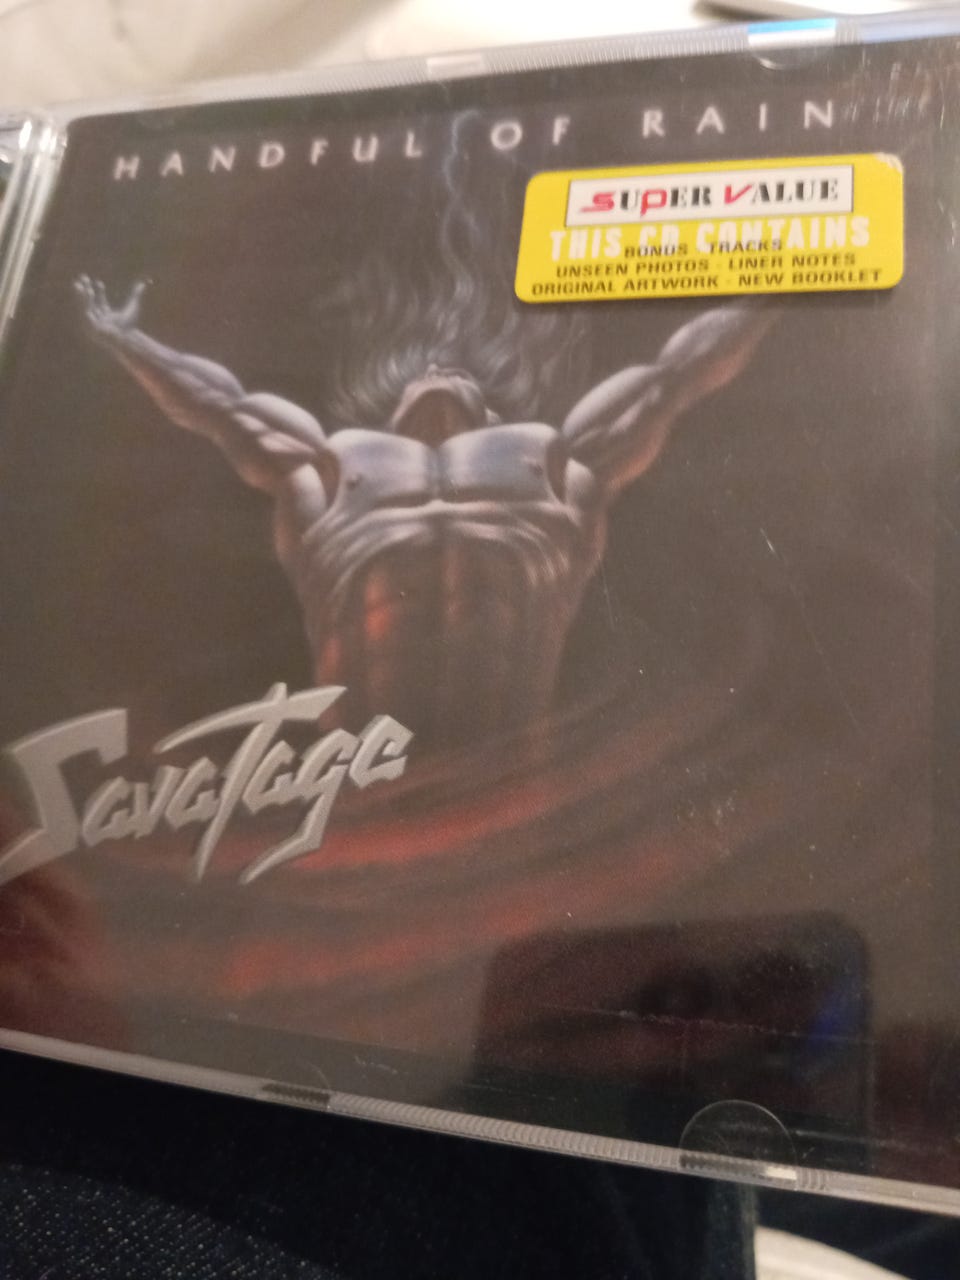 HANDFUL OF RAIN
SUPER VALUE
THIS CD CONTAINS
BONUS TRACKS
UNSEEN PHOTOS - LINER NOTES
ORIGINAL ARTWORK - NEW BOOKLET
Savatage